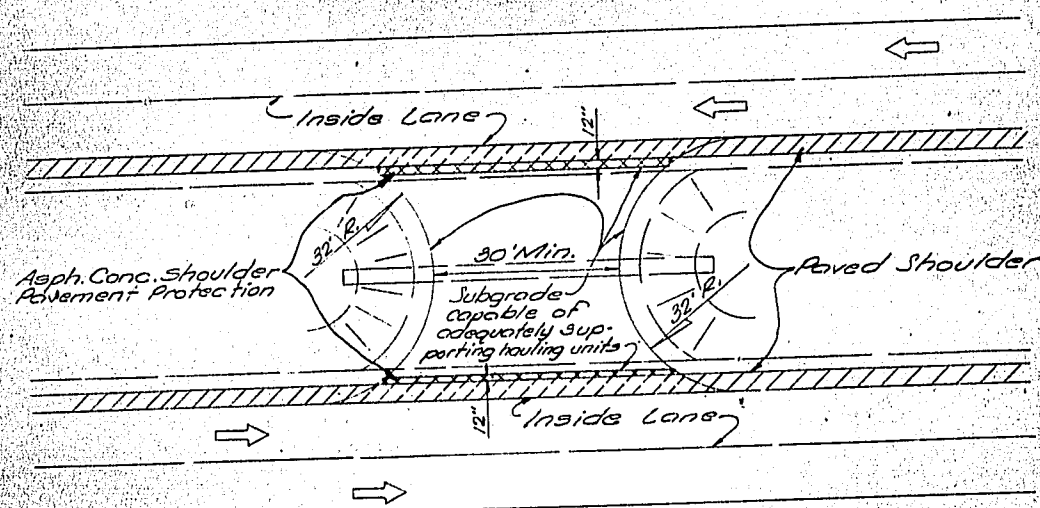 Inside Lane
12"
32' R.
30' Min.
Asph. Conc. Shoulder
Pavement Protection
Paved Shoulder
Subgrade
capable of
adequately sup-
porting hauling units
32' R.
12"
Inside Lane